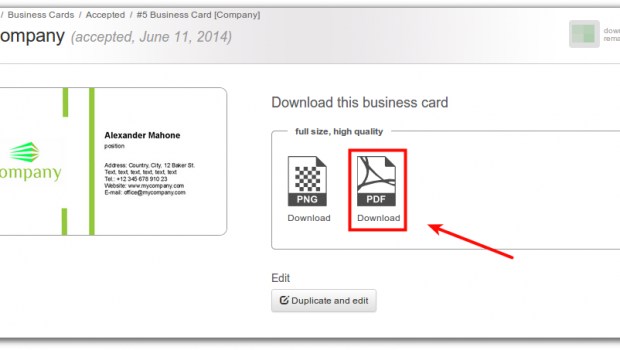 / Business Cards / Accepted / #5 Business Card [Company]
ompany (accepted, June 11, 2014)
Download this business card
full size, high quality
ompany
Alexander Mahone
position
Address: Country, City, 12 Baker St.
Text, text, text, text, text
Tel.: +12 345 678 910 23
Website: www.mycompany.com
E-mail: office@mycompany.com
PNG
PDF
Download
Download
Edit
Duplicate and edit